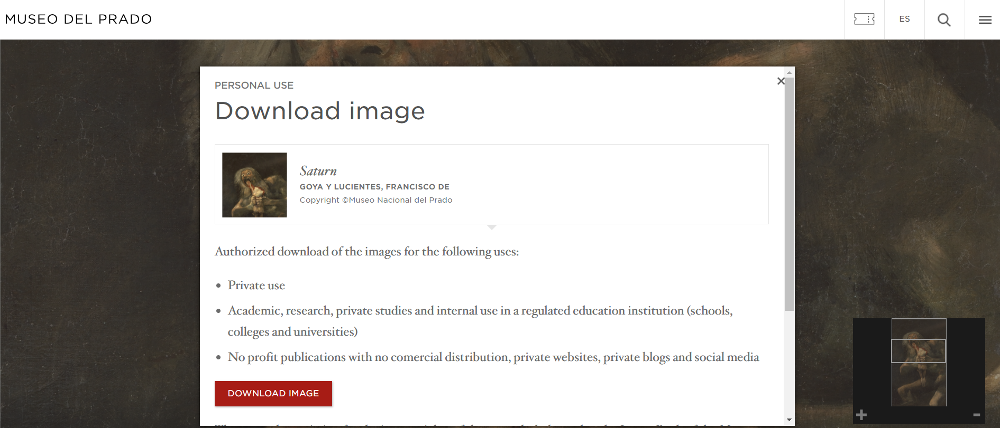 MUSEO DEL PRADO
ES
PERSONAL USE
Download image
Saturn
GOYA Y LUCIENTES, FRANCISCO DE
Copyright ©Museo Nacional del Prado
Authorized download of the images for the following uses:
• Private use
• Academic, research, private studies and internal use in a regulated education institution (schools,
colleges and universities)
• No profit publications with no comercial distribution, private websites, private blogs and social media
DOWNLOAD IMAGE